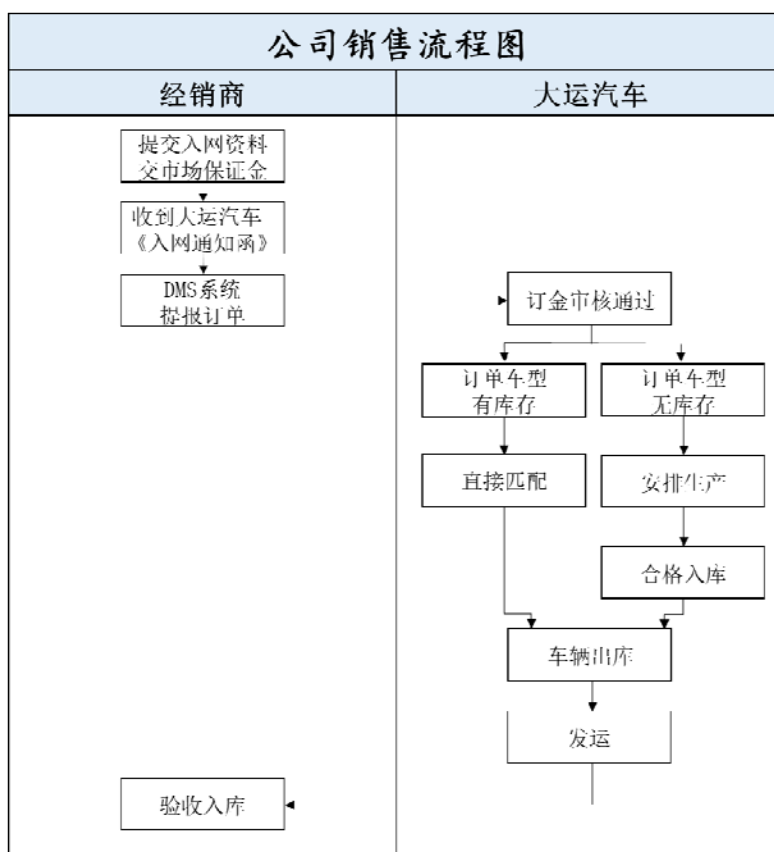 公司销售流程图
经销商
大运汽车
提交入网资料
交市场保证金
收到大运汽车
《入网通知函》
DMS系统
提报订单
订金审核通过
订单车型
有库存
订单车型
无库存
直接匹配
安排生产
合格入库
车辆出库
发运
验收入库